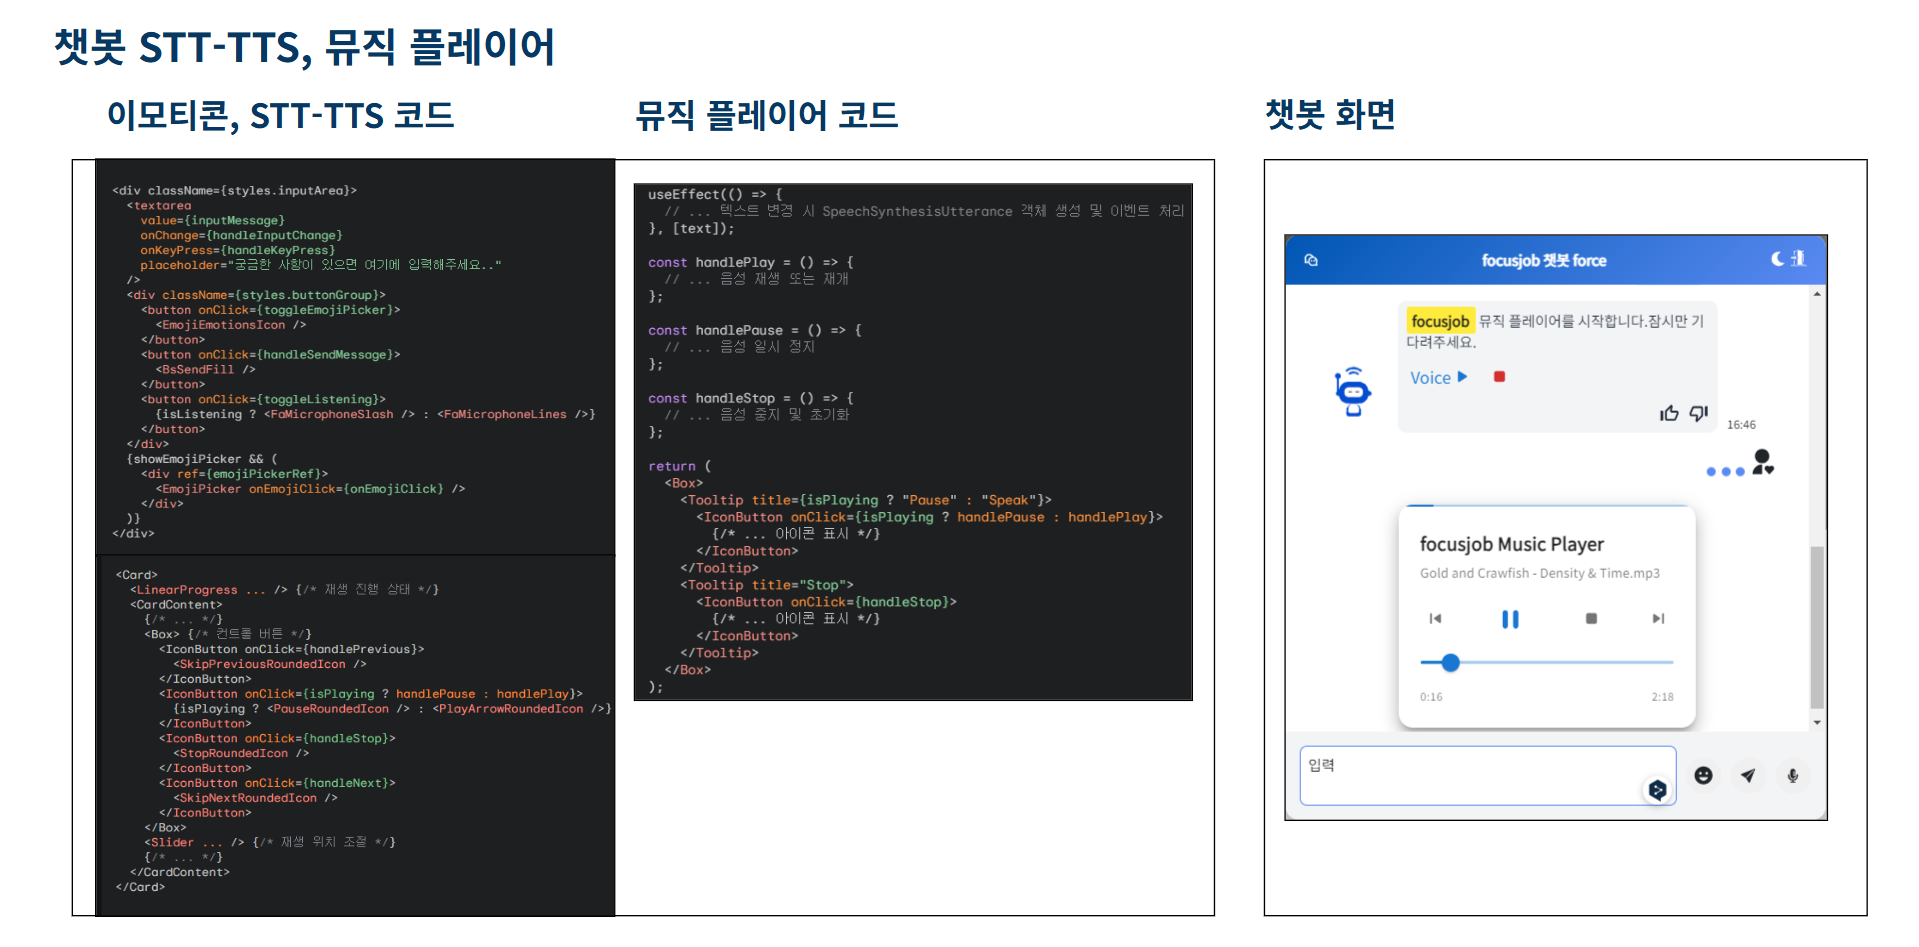 챗봇 STT-TTS, 뮤직 플레이어
이모티콘, STT-TTS 코드
<div className={styles.inputArea}>
<textarea
value={inputMessage}
onChange={handleInputChange}
onKeyPress={handleKeyPress}
placeholder="궁금한 사항이 있으면 여기에 입력해주세요.."
/>
<div className={styles.buttonGroup}>
<button onClick={toggleEmojiPicker}>
<EmojiEmotionsIcon />
</button>
<button onClick={handleSendMessage}>
<BsSendFill />
</button>
<button onClick={toggleListening}>
{isListening ? <FaMicrophoneSlash /> : <FaMicrophoneLines />}
</button>
</div>
{showEmojiPicker && (
<div ref={emojiPickerRef}>
<EmojiPicker onEmojiClick={onEmojiClick} />
</div>
)}
</div>
<Card>
<LinearProgress ... /> {/* 재생 진행 상태 */}
<CardContent>
{/* ... */}
<Box> {/* 컨트롤 버튼 */}
<IconButton onClick={handlePrevious}>
<SkipPreviousRoundedIcon />
</IconButton>
<IconButton onClick={isPlaying ? handlePause : handlePlay}>
{isPlaying ? <PauseRoundedIcon /> : <PlayArrowRoundedIcon />}
</IconButton>
<IconButton onClick={handleStop}>
<StopRoundedIcon />
</IconButton>
<IconButton onClick={handleNext}>
<SkipNextRoundedIcon />
</IconButton>
</Box>
<Slider ... /> {/* 재생 위치 조절 */}
{/* ... */}
</CardContent>
</Card>
뮤직 플레이어 코드
useEffect(() => {
// ... 텍스트 변경 시 SpeechSynthesisUtterance 객체 생성 및 이벤트 처리
}, [text]);
const handlePlay = () => {
// ... 음성 재생 또는 재개
};
const handlePause = () => {
// ... 음성 일시 정지
};
const handleStop = () => {
// ... 음성 중지 및 초기화
};
return (
<Box>
<Tooltip title={isPlaying ? "Pause" : "Speak"}>
<IconButton onClick={isPlaying ? handlePause : handlePlay}>
{/* ... 아이콘 표시 */}
</IconButton>
</Tooltip>
<Tooltip title="Stop">
<IconButton onClick={handleStop}>
{/* ... 아이콘 표시 */}
</IconButton>
</Tooltip>
</Box>
);
챗봇 화면
focusjob 챗봇 force
focusjob 뮤직 플레이어를 시작합니다.잠시만 기
다려주세요.
Voice
16:46
focusjob Music Player
Gold and Crawfish - Density & Time.mp3
0:16 2:18
입력